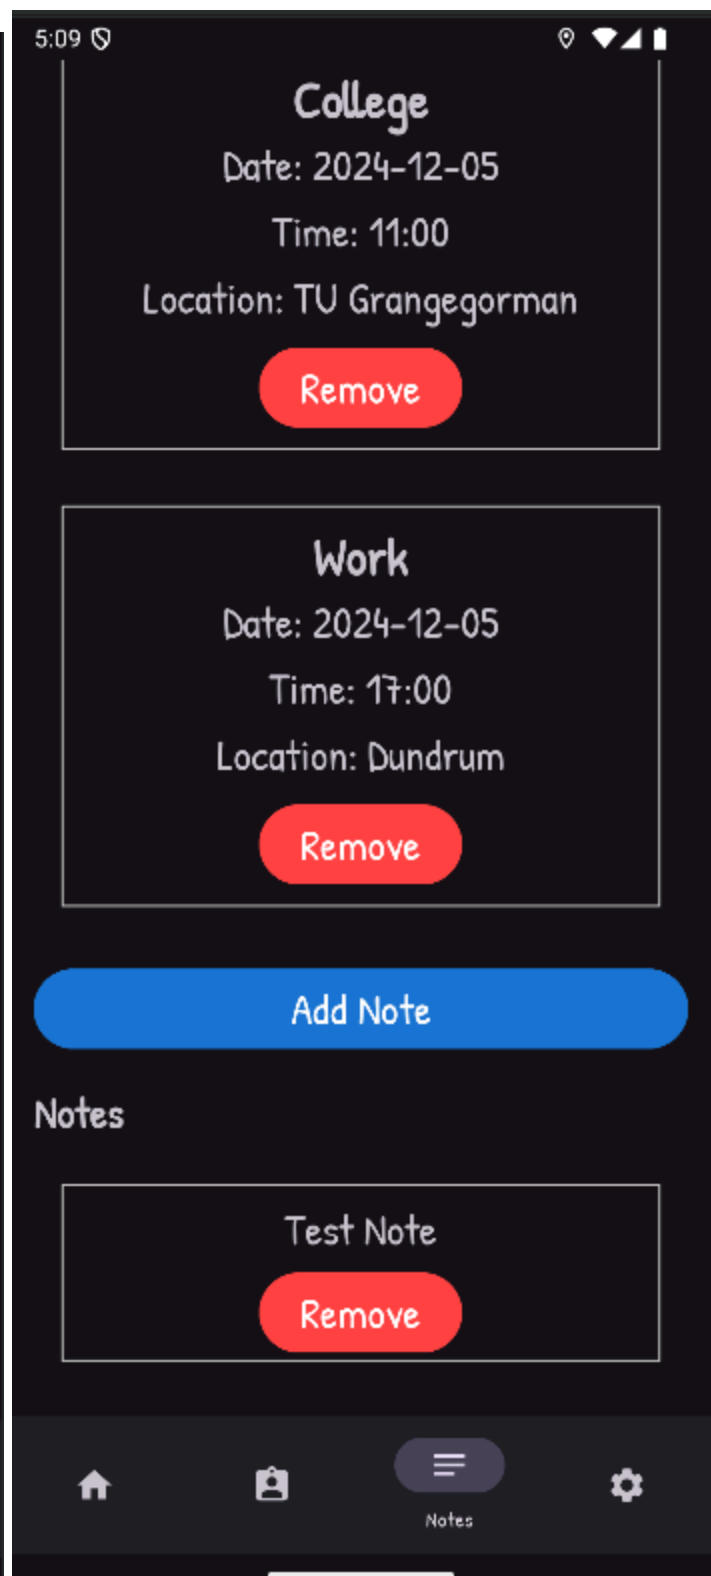 5:09
College
Date: 2024-12-05
Time: 11:00
Location: TU Grangegorman
Remove
Work
Date: 2024-12-05
Time: 17:00
Location: Dundrum
Remove
Add Note
Notes
Test Note
Remove
Notes